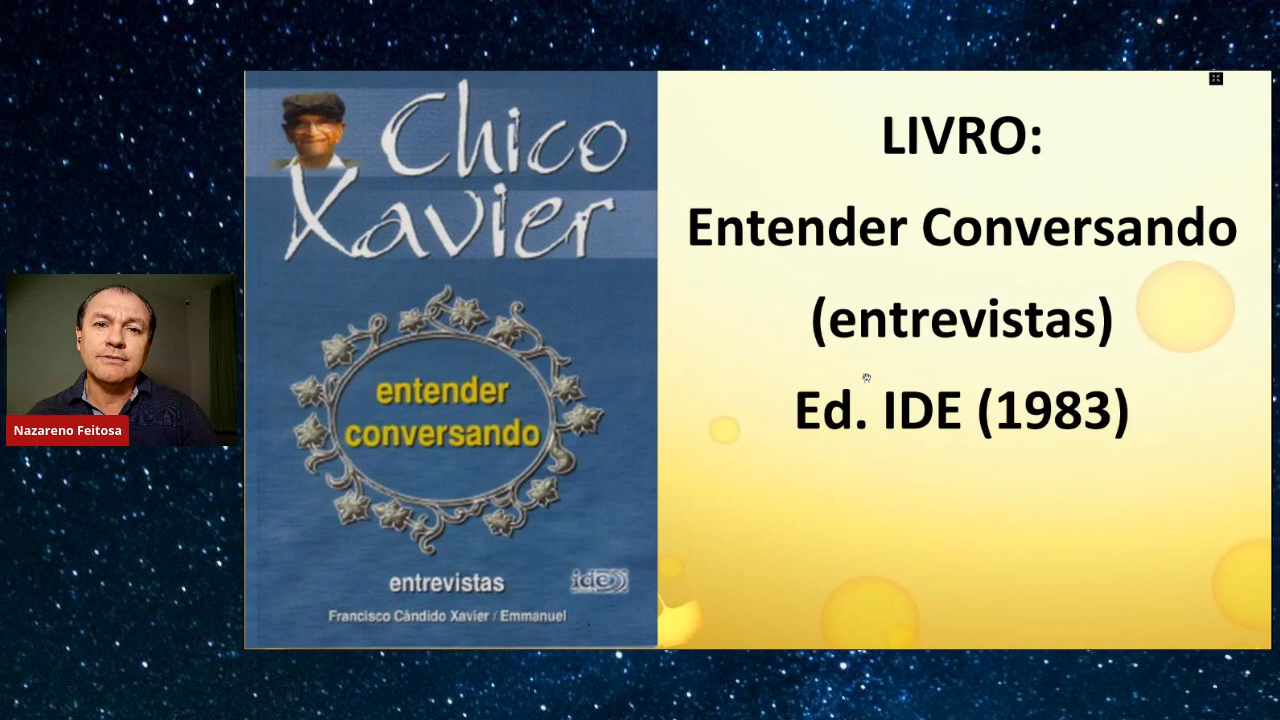 Chico
Xavier
entender
conversando
entrevistas
ide
Francisco Cândido Xavier / Emmanuel
LIVRO:
Entender Conversando
(entrevistas)
Ed. IDE (1983)
Nazareno Feitosa